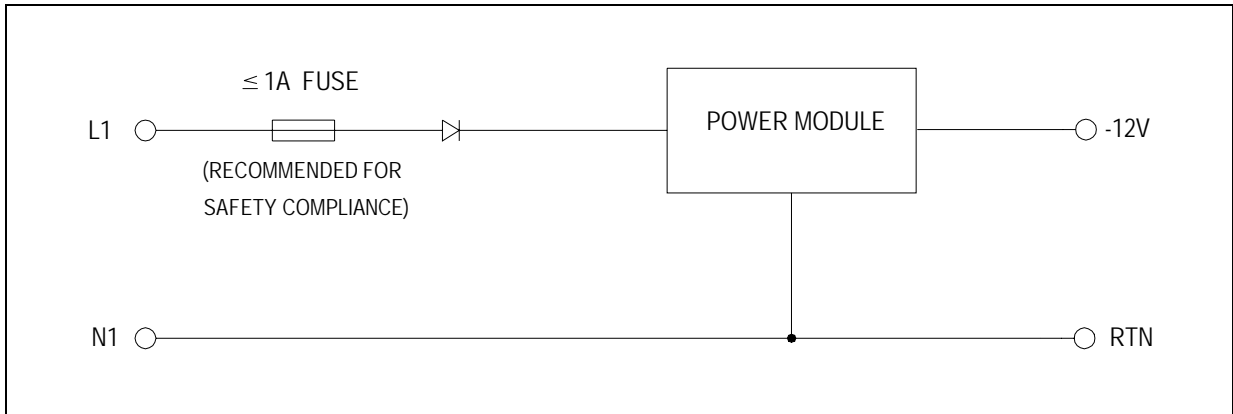 ≤ 1A FUSE
L1
POWER MODULE
-12V
(RECOMMENDED FOR
SAFETY COMPLIANCE)
N1
RTN